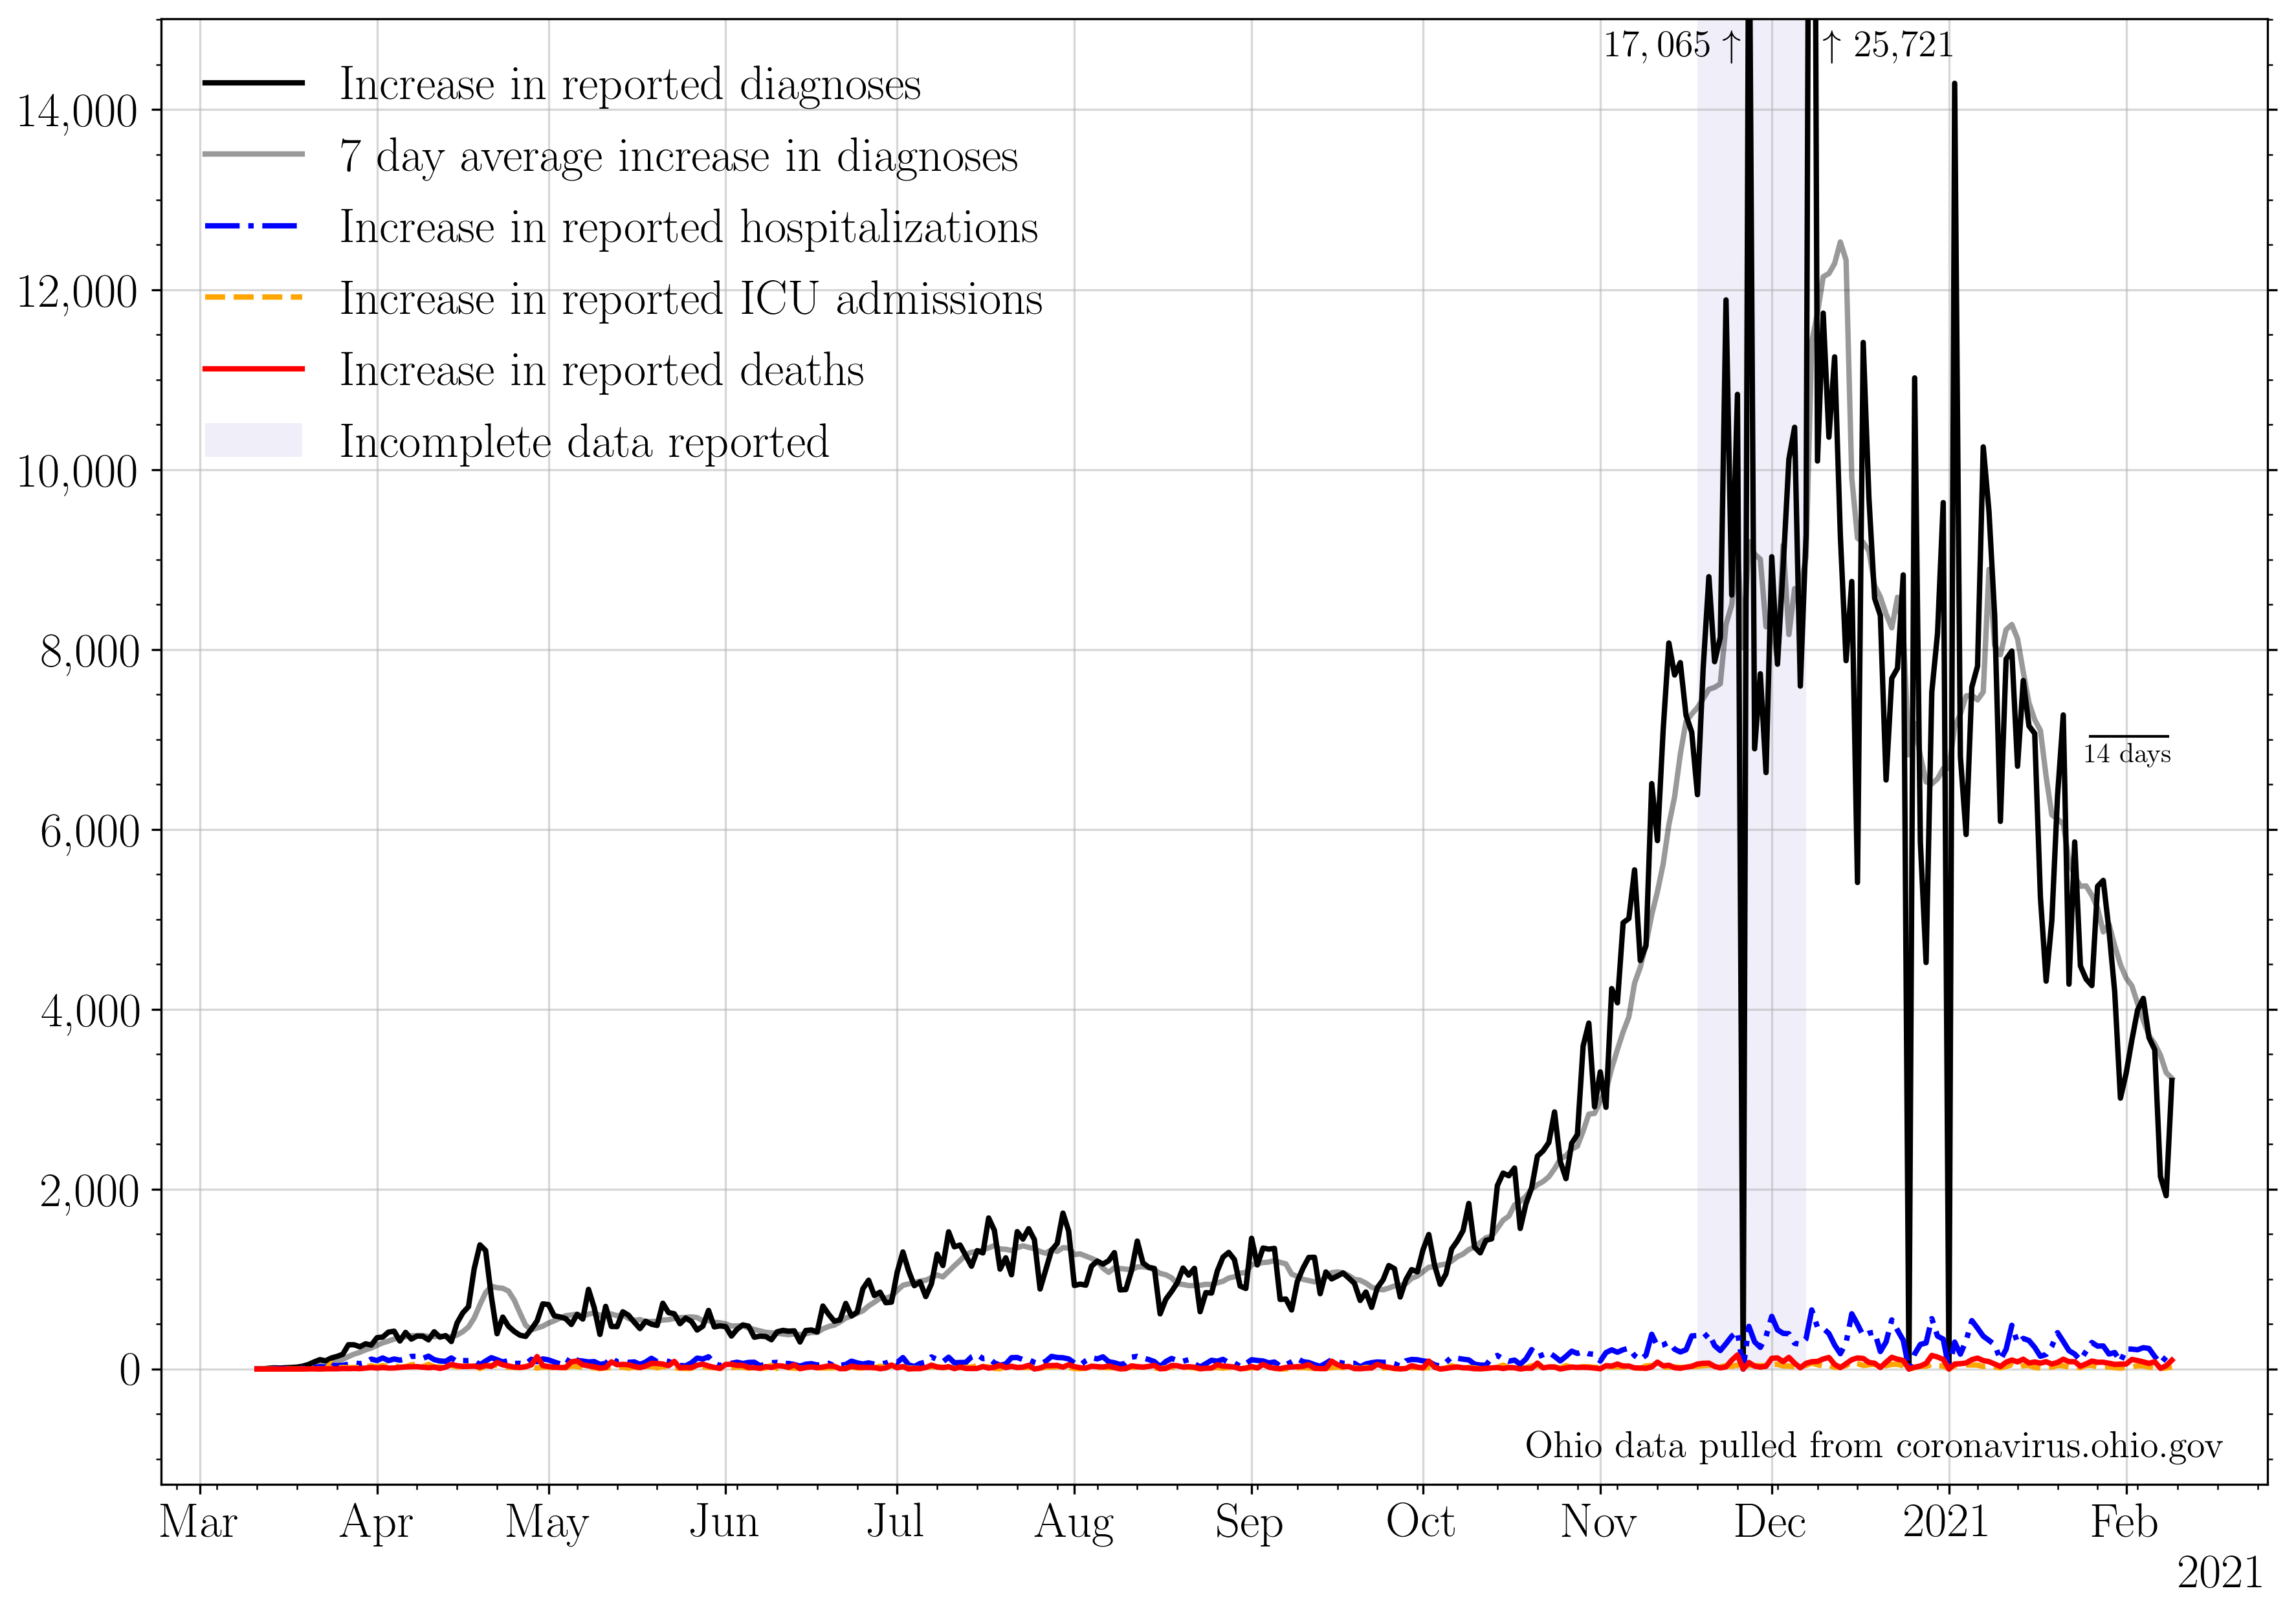 17,065 ↑ ↑ 25,721
Increase in reported diagnoses
7 day average increase in diagnoses
Increase in reported hospitalizations
Increase in reported ICU admissions
Increase in reported deaths
Incomplete data reported
14,000
12,000
10,000
8,000
6,000
4,000
2,000
0
14 days
Ohio data pulled from coronavirus.ohio.gov
Mar Apr May Jun Jul Aug Sep Oct Nov Dec 2021 Feb
2021